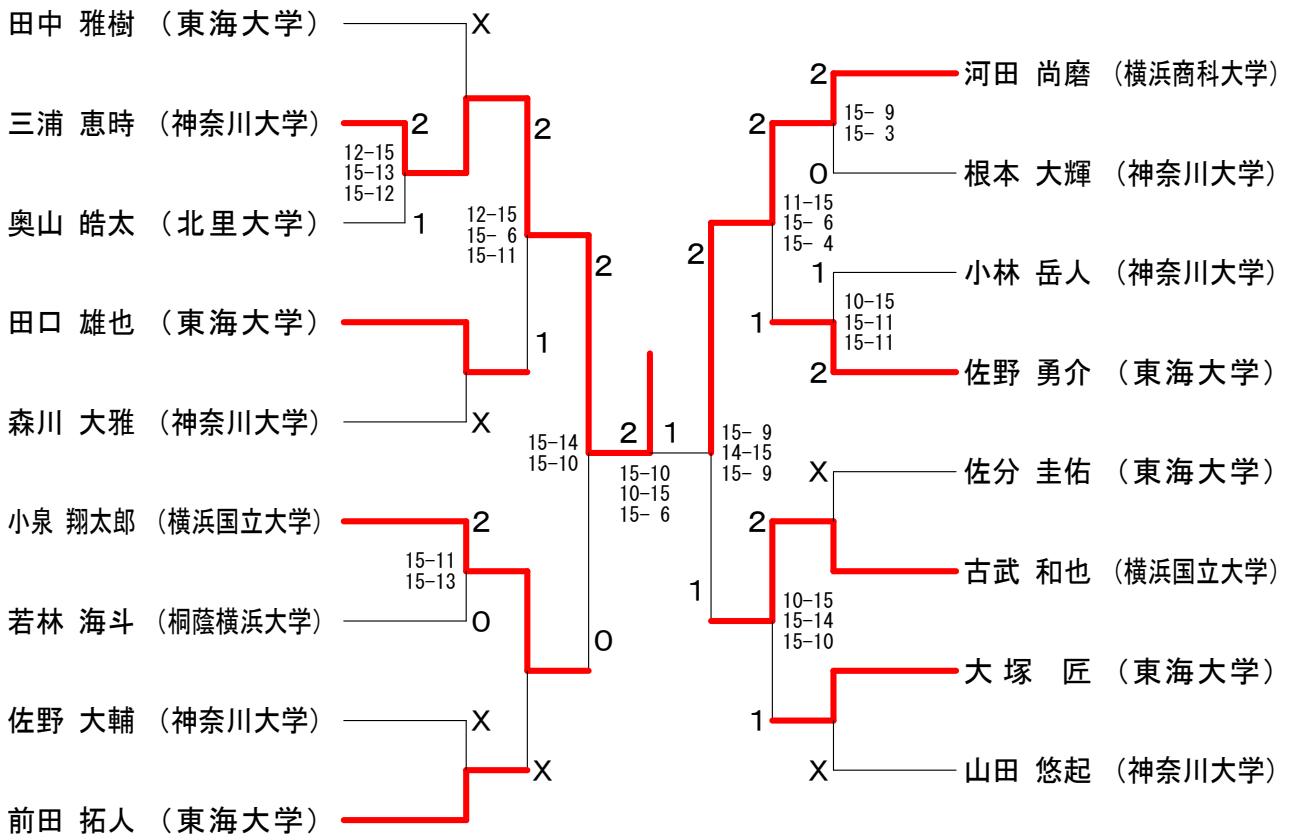 田中 雅樹 （東海大学） X
三浦 恵時 （神奈川大学） 2
12-15
15-13
15-12
奥山 皓太 （北里大学） 1
2
12-15
15- 6
15-11
田口 雄也 （東海大学）
1
森川 大雅 （神奈川大学） X
2
15-14
15-10
小泉 翔太郎 （横浜国立大学） 2
15-11
15-13
若林 海斗 （桐蔭横浜大学） 0
0
佐野 大輔 （神奈川大学） X
X
前田 拓人 （東海大学）
2 1
15-10
10-15
15- 6
2 河田 尚磨 （横浜商科大学）
15- 9
15- 3
0 根本 大輝 （神奈川大学）
2
11-15
15- 6
15- 4
1 小林 岳人 （神奈川大学）
10-15
15-11
15-11
1
2 佐野 勇介 （東海大学）
2
15- 9
14-15
15- 9
X 佐分 圭佑 （東海大学）
2
古武 和也 （横浜国立大学）
1
10-15
15-14
15-10
大塚 匠 （東海大学）
1
X 山田 悠起 （神奈川大学）